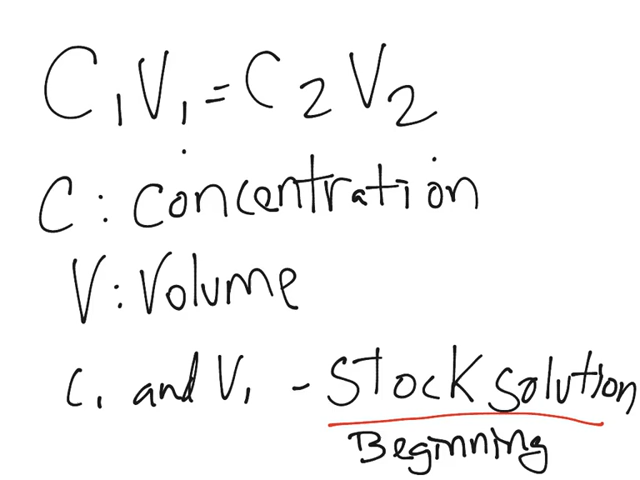 C₁V₁ = C₂V₂
C: Concentration
V: Volume
C₁ and V₁ - Stock solution
Beginning